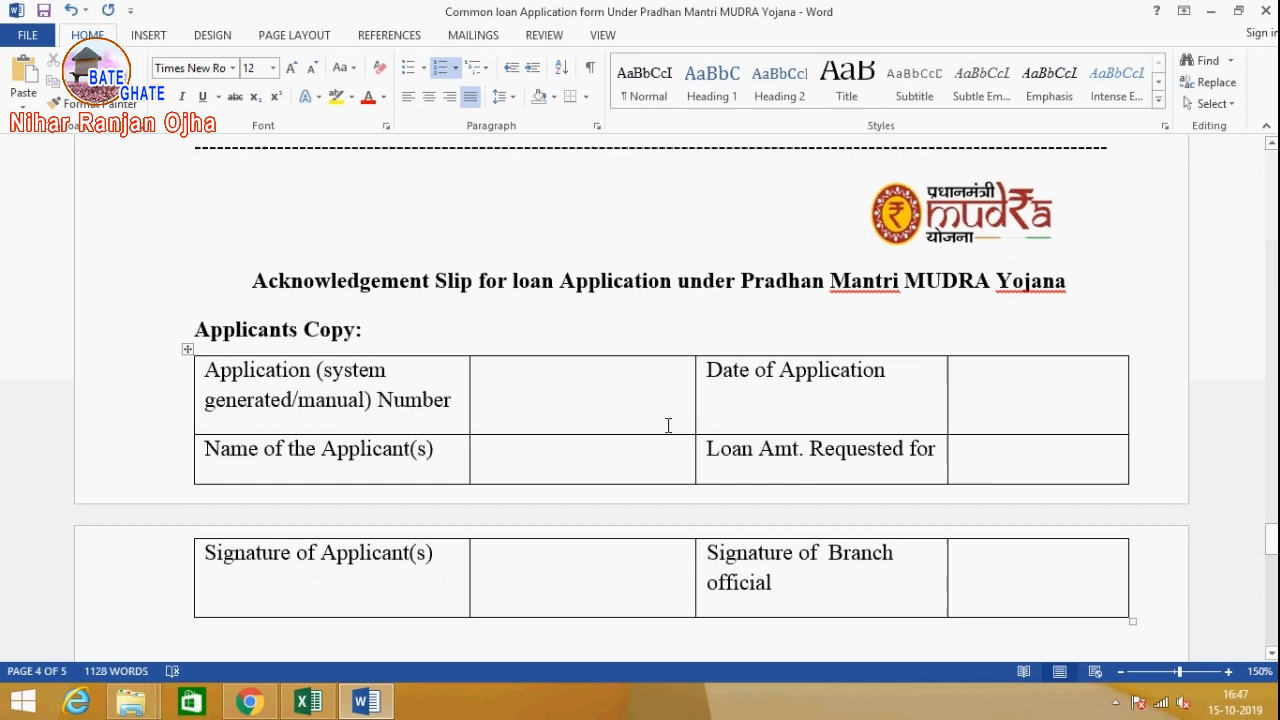 Common loan Application form Under Pradhan Mantri MUDRA Yojana - Word
?
FILE HOME INSERT DESIGN PAGE LAYOUT REFERENCES MAILINGS REVIEW VIEW Sign in
BATE
GHATE
Nihar Ranjan Ojha
Paste
Format Painter
Times New Ro 12
Font
Paragraph
AaBbCcI AaBbC AaBbCcl AaB AaBbCcD AaBbCcI AaBbCcI AaBbCcI
¶ Normal Heading 1 Heading 2 Title Subtitle Subtle Em... Emphasis Intense E...
Styles
Find
Replace
Select
Editing
प्रधानमंत्री
mudra
योजना
Acknowledgement Slip for loan Application under Pradhan Mantri MUDRA Yojana
Applicants Copy:
Application (system
generated/manual) Number
Date of Application
Name of the Applicant(s)
Loan Amt. Requested for
Signature of Applicant(s)
Signature of  Branch
official
PAGE 4 OF 5 1128 WORDS 150%
16:47
15-10-2019